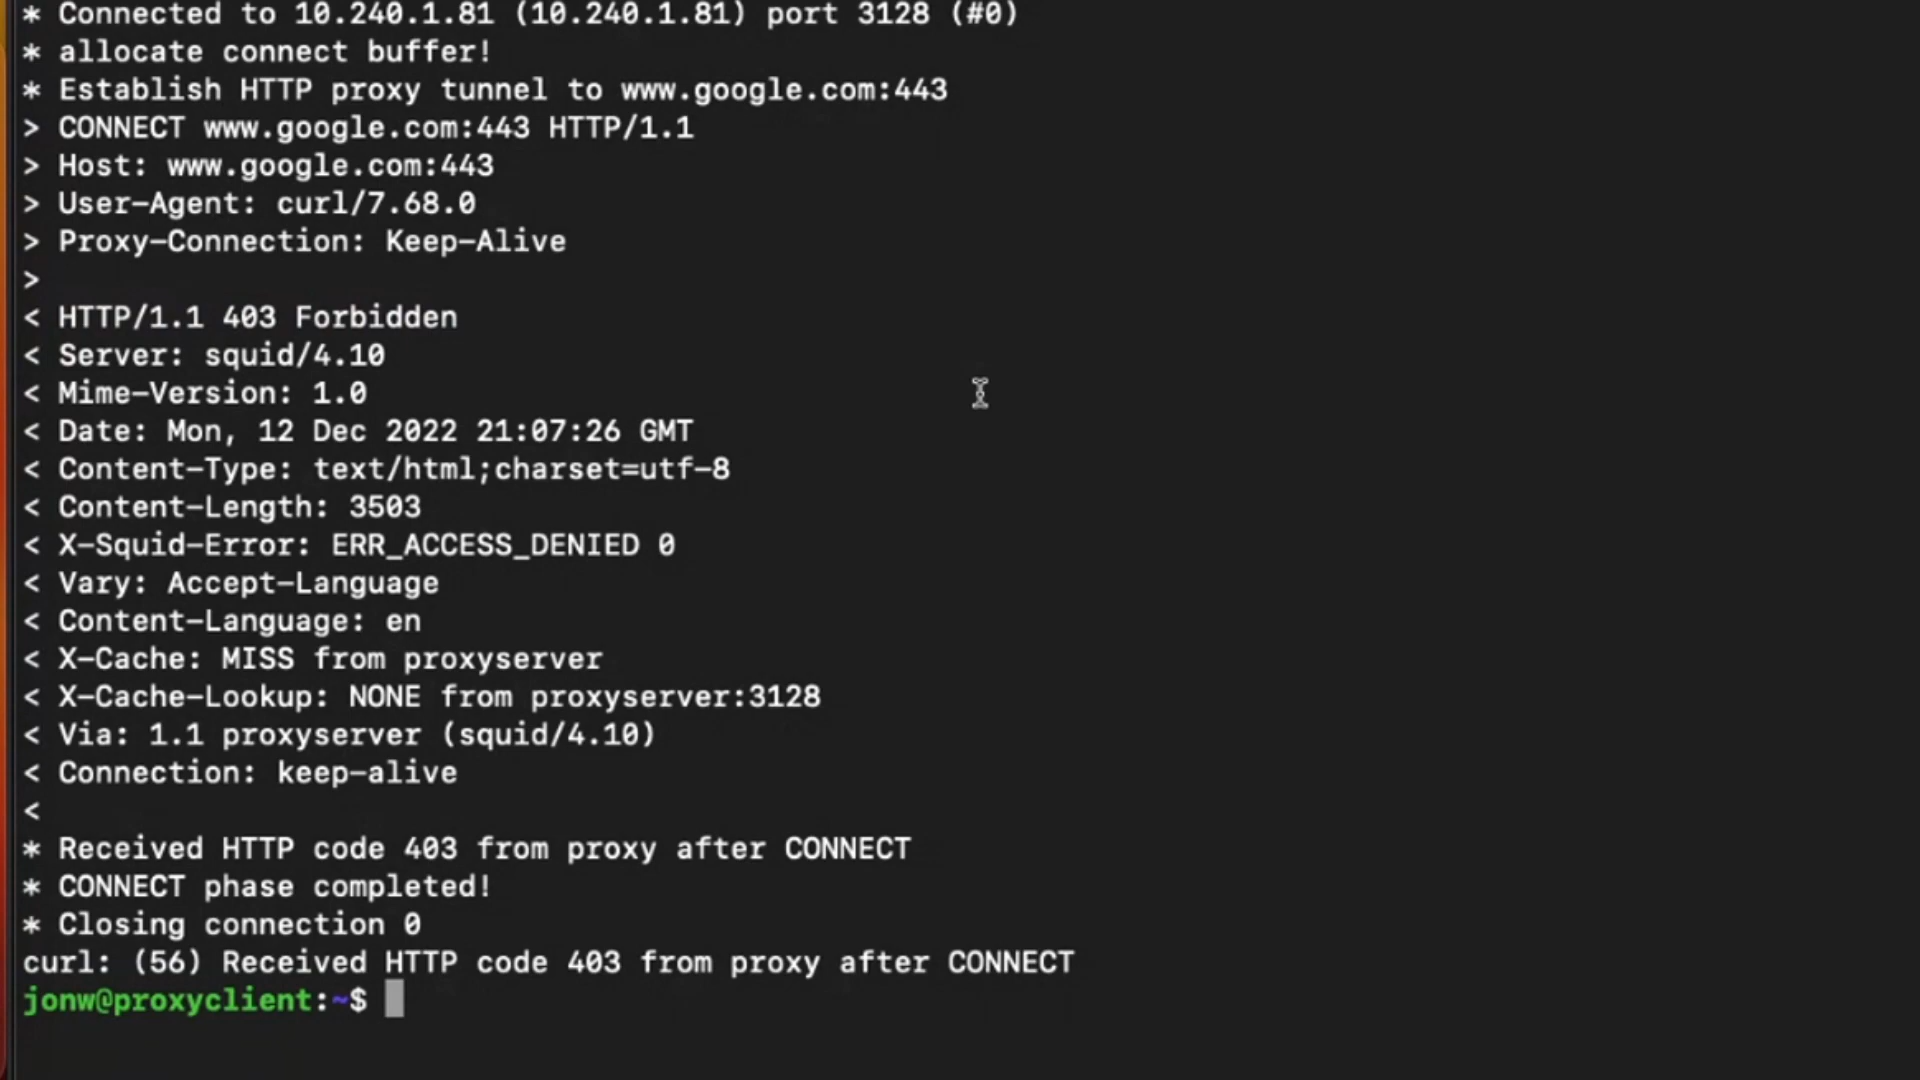 * Connected to 10.240.1.81 (10.240.1.81) port 3128 (#0)
* allocate connect buffer!
* Establish HTTP proxy tunnel to www.google.com:443
> CONNECT www.google.com:443 HTTP/1.1
> Host: www.google.com:443
> User-Agent: curl/7.68.0
> Proxy-Connection: Keep-Alive
>
< HTTP/1.1 403 Forbidden
< Server: squid/4.10
< Mime-Version: 1.0
< Date: Mon, 12 Dec 2022 21:07:26 GMT
< Content-Type: text/html;charset=utf-8
< Content-Length: 3503
< X-Squid-Error: ERR_ACCESS_DENIED 0
< Vary: Accept-Language
< Content-Language: en
< X-Cache: MISS from proxyserver
< X-Cache-Lookup: NONE from proxyserver:3128
< Via: 1.1 proxyserver (squid/4.10)
< Connection: keep-alive
<
* Received HTTP code 403 from proxy after CONNECT
* CONNECT phase completed!
* Closing connection 0
curl: (56) Received HTTP code 403 from proxy after CONNECT
jonw@proxyclient:~$